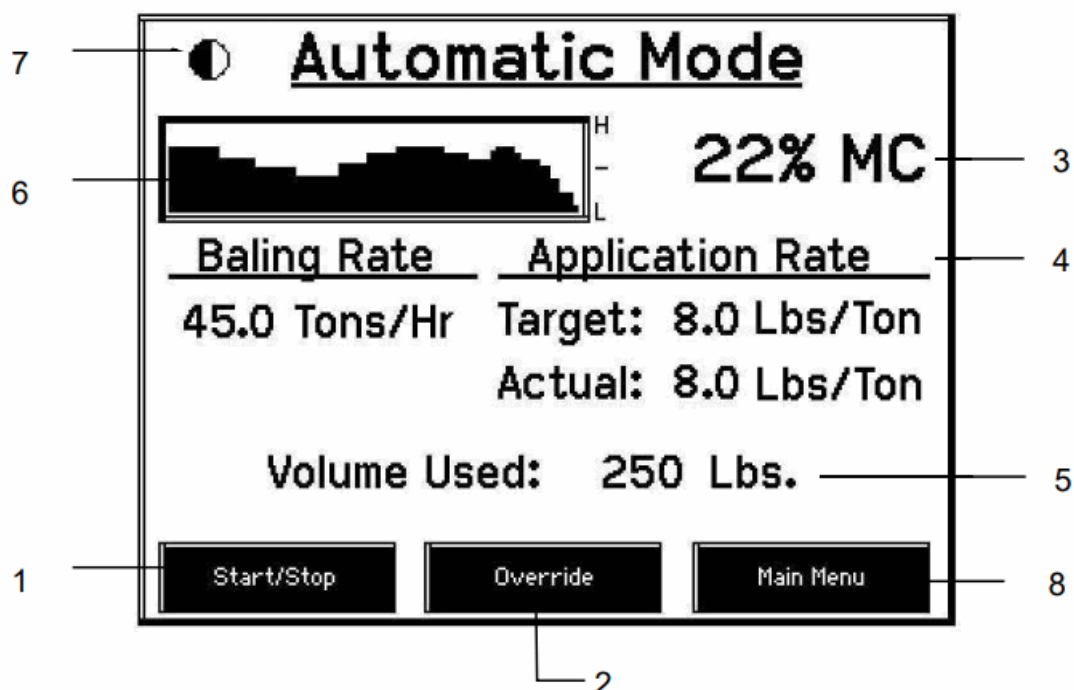 7
Automatic Mode
H
22% MC
3
6
L
Baling Rate
Application Rate
4
45.0 Tons/Hr
Target: 8.0 Lbs/Ton
Actual: 8.0 Lbs/Ton
Volume Used: 250 Lbs.
5
1
Start/Stop
Override
Main Menu
8
2